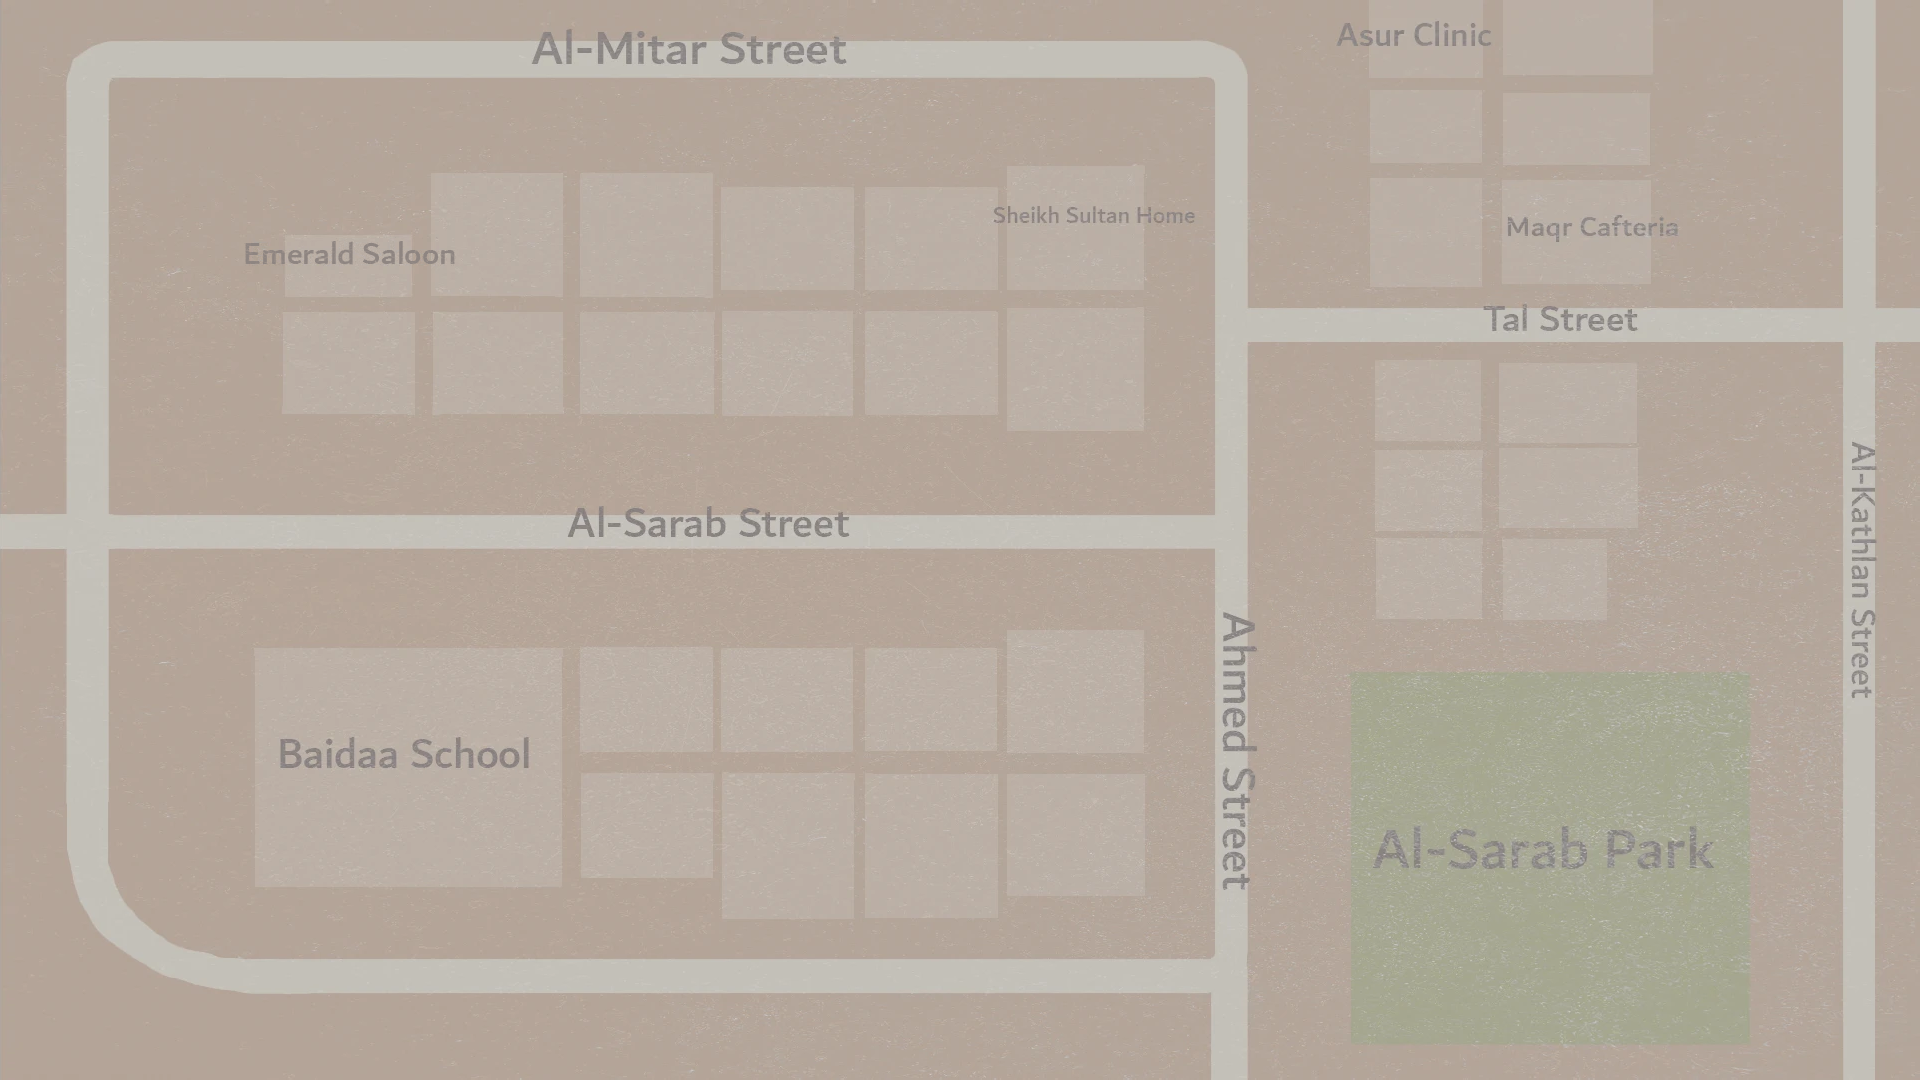 Asur Clinic
Al-Mitar Street
Sheikh Sultan Home
Maqr Cafteria
Emerald Saloon
Tal Street
Al-Sarab Street
Al-Kathlan Street
Ahmed Street
Baidaa School
Al-Sarab Park